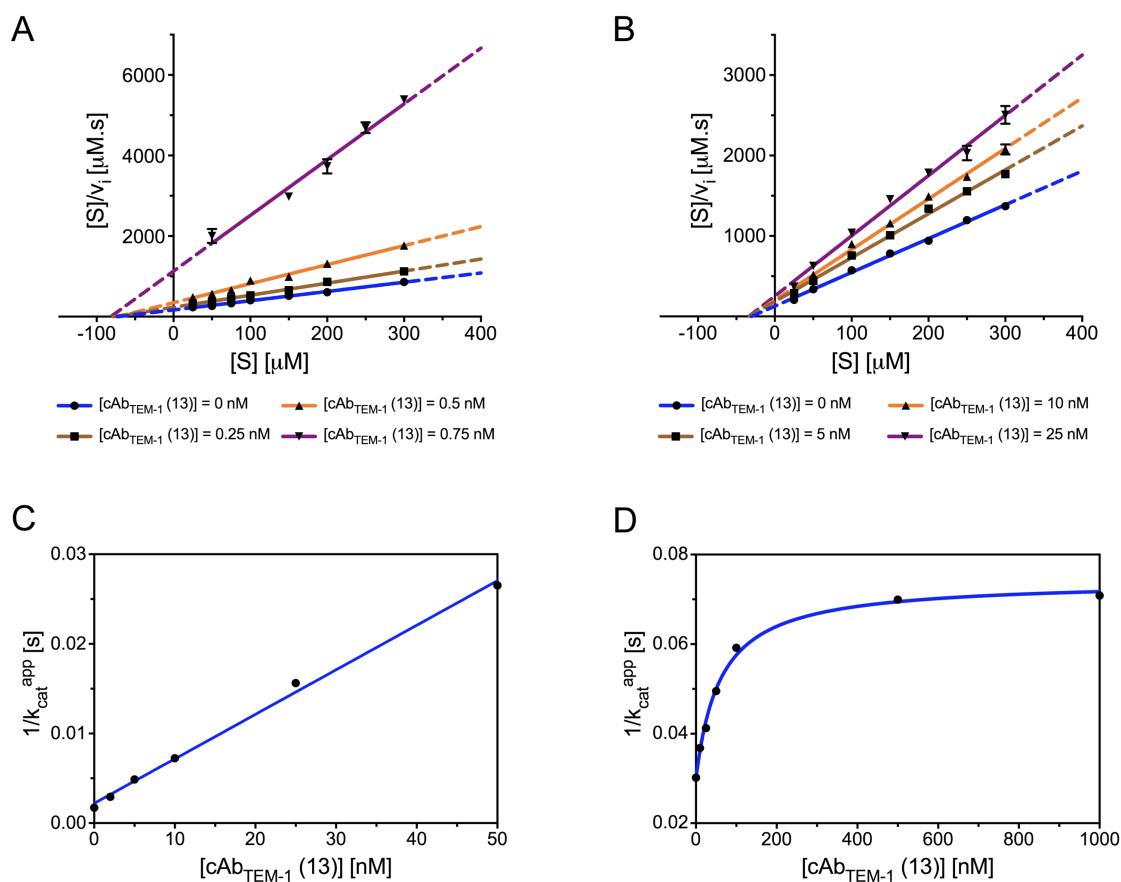 A
[S]/vi [µM.s]
6000
4000
2000
-100 0 100 200 300 400
[S] [µM]
[cAbTEM-1 (13)] = 0 nM
[cAbTEM-1 (13)] = 0.5 nM
[cAbTEM-1 (13)] = 0.25 nM
[cAbTEM-1 (13)] = 0.75 nM
B
[S]/vi [µM.s]
3000
2000
1000
-100 0 100 200 300 400
[S] [µM]
[cAbTEM-1 (13)] = 0 nM
[cAbTEM-1 (13)] = 10 nM
[cAbTEM-1 (13)] = 5 nM
[cAbTEM-1 (13)] = 25 nM
C
1/kcat app [s]
0.03
0.02
0.01
0.00
0 10 20 30 40 50
[cAbTEM-1 (13)] [nM]
D
1/kcat app [s]
0.08
0.06
0.04
0.02
0 200 400 600 800 1000
[cAbTEM-1 (13)] [nM]